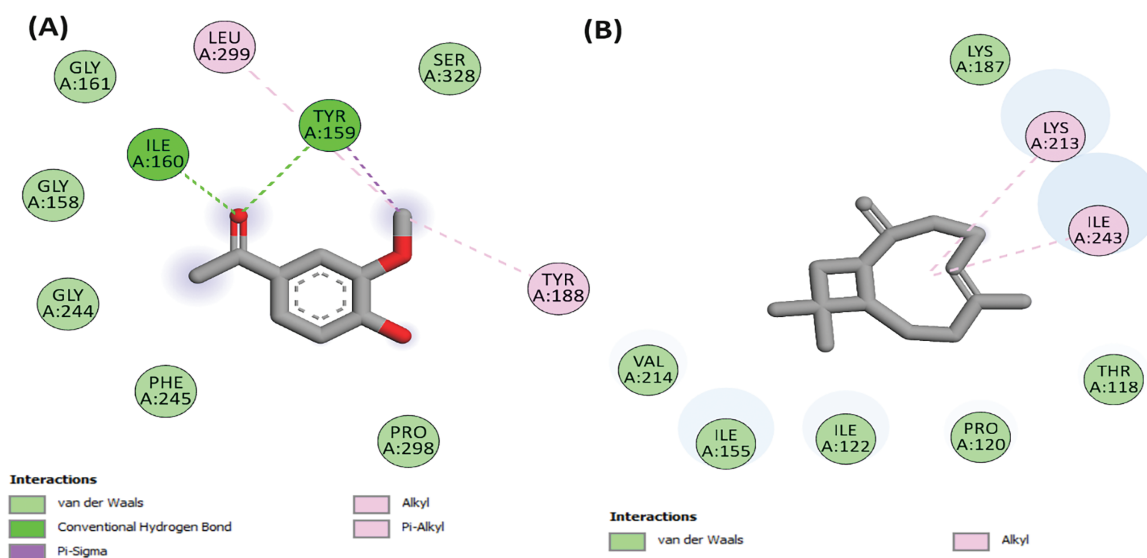 (A)
LEU
A:299
GLY
A:161
SER
A:328
TYR
A:159
ILE
A:160
GLY
A:158
TYR
A:188
GLY
A:244
PHE
A:245
PRO
A:298
Interactions
van der Waals
Conventional Hydrogen Bond
Pi-Sigma
Alkyl
Pi-Alkyl
(B)
LYS
A:187
LYS
A:213
ILE
A:243
VAL
A:214
THR
A:118
ILE
A:155
ILE
A:122
PRO
A:120
Interactions
van der Waals
Alkyl